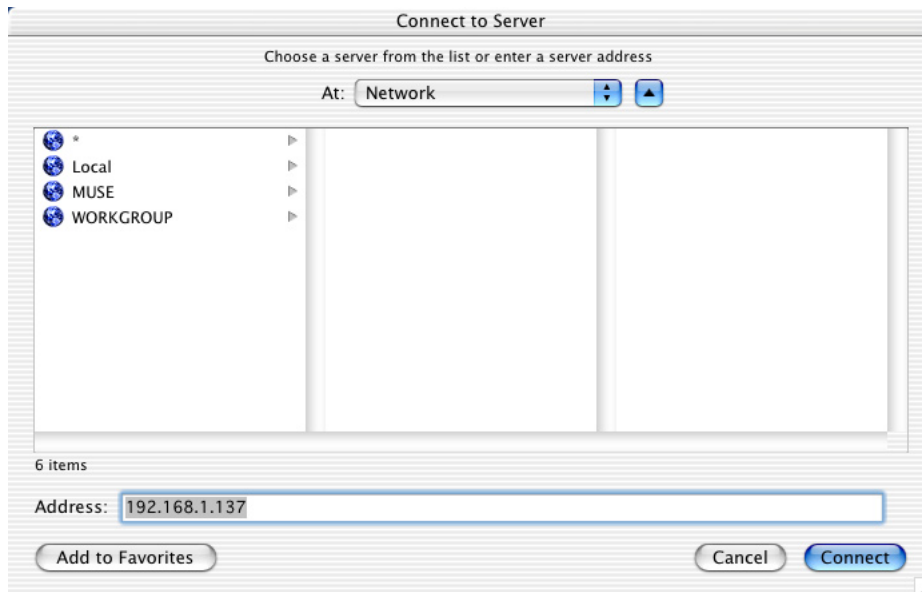 Connect to Server
Choose a server from the list or enter a server address
At: Network
*
Local
MUSE
WORKGROUP
6 items
Address: 192.168.1.137
Add to Favorites Cancel Connect